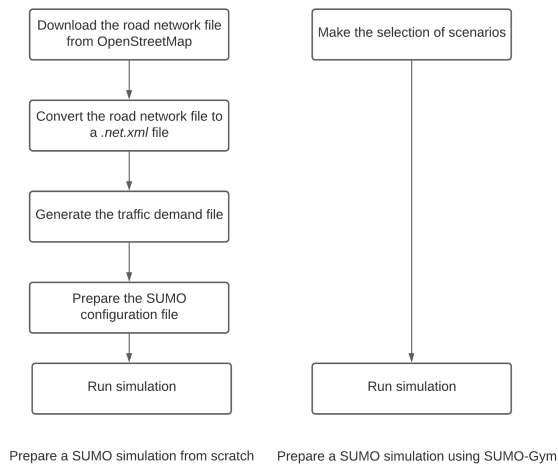 Download the road network file
from OpenStreetMap
Convert the road network file to
a .net.xml file
Generate the traffic demand file
Prepare the SUMO
configuration file
Run simulation
Prepare a SUMO simulation from scratch
Make the selection of scenarios
Run simulation
Prepare a SUMO simulation using SUMO-Gym